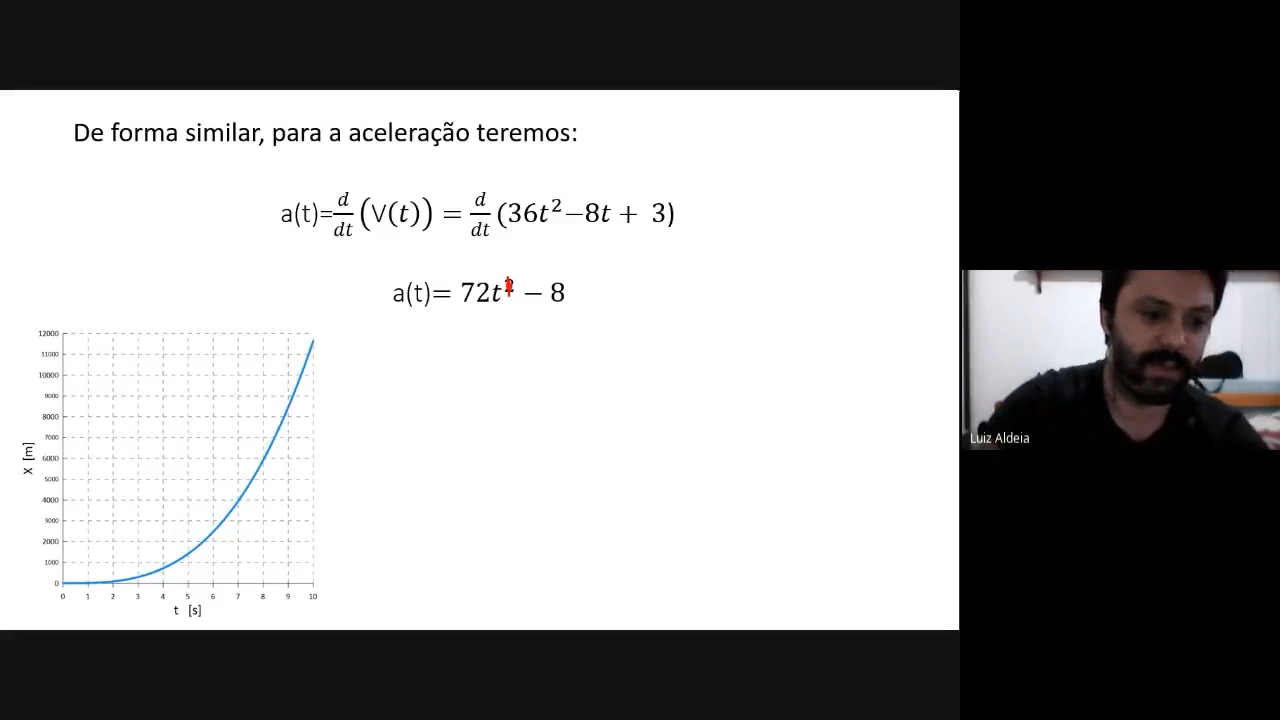 De forma similar, para a aceleração teremos:
a(t)=d/dt (V(t)) = d/dt (36t²−8t + 3)
a(t)= 72t² − 8
12000
11000
10000
9000
8000
7000
6000
5000
4000
3000
2000
1000
0
X [m]
0 1 2 3 4 5 6 7 8 9 10
t [s]
Luiz Aldeia